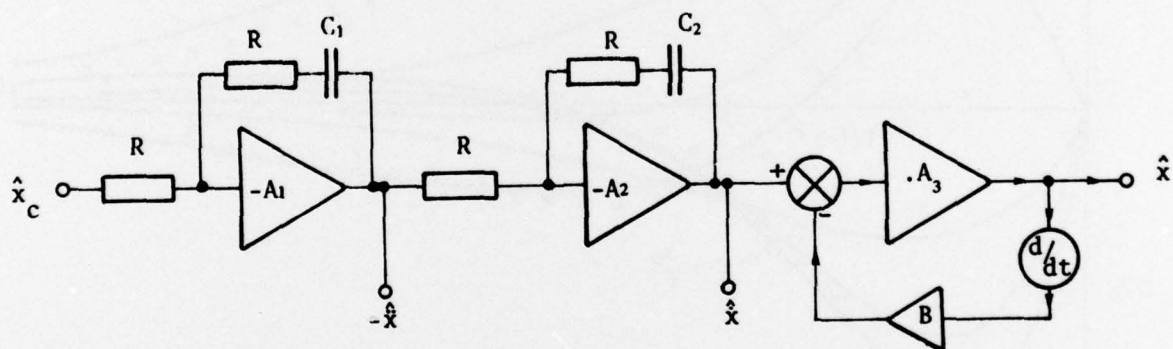 C₁
R
C₂
R
R
R
-A₁
-A₂
+
-
.A₃
x̂c
x̂
d/dt
B